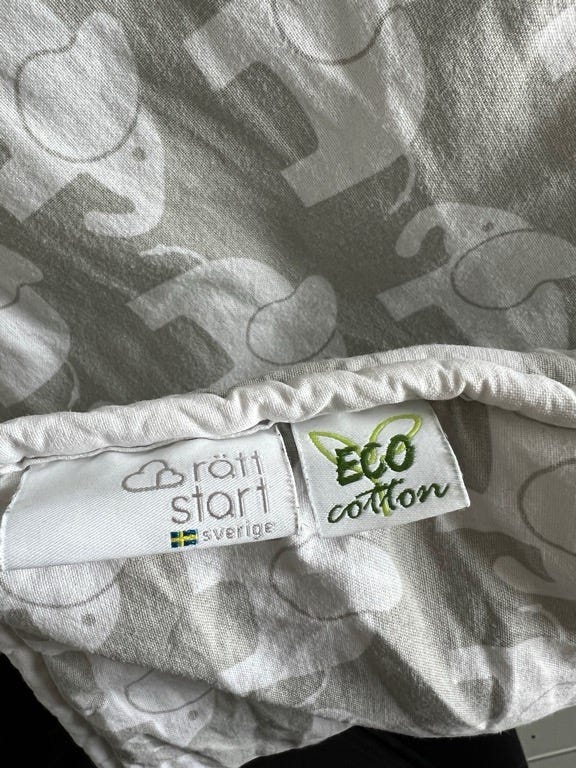 rätt
start
sverige
ECO
cotton